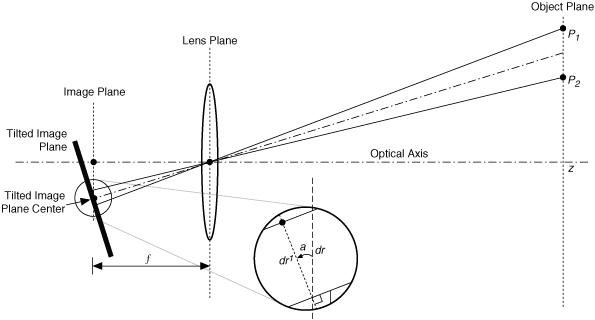 Object Plane
P1
Lens Plane
P2
Image Plane
Tilted Image
Plane
Optical Axis
z
Tilted Image
Plane Center
a
dr
dr1
f